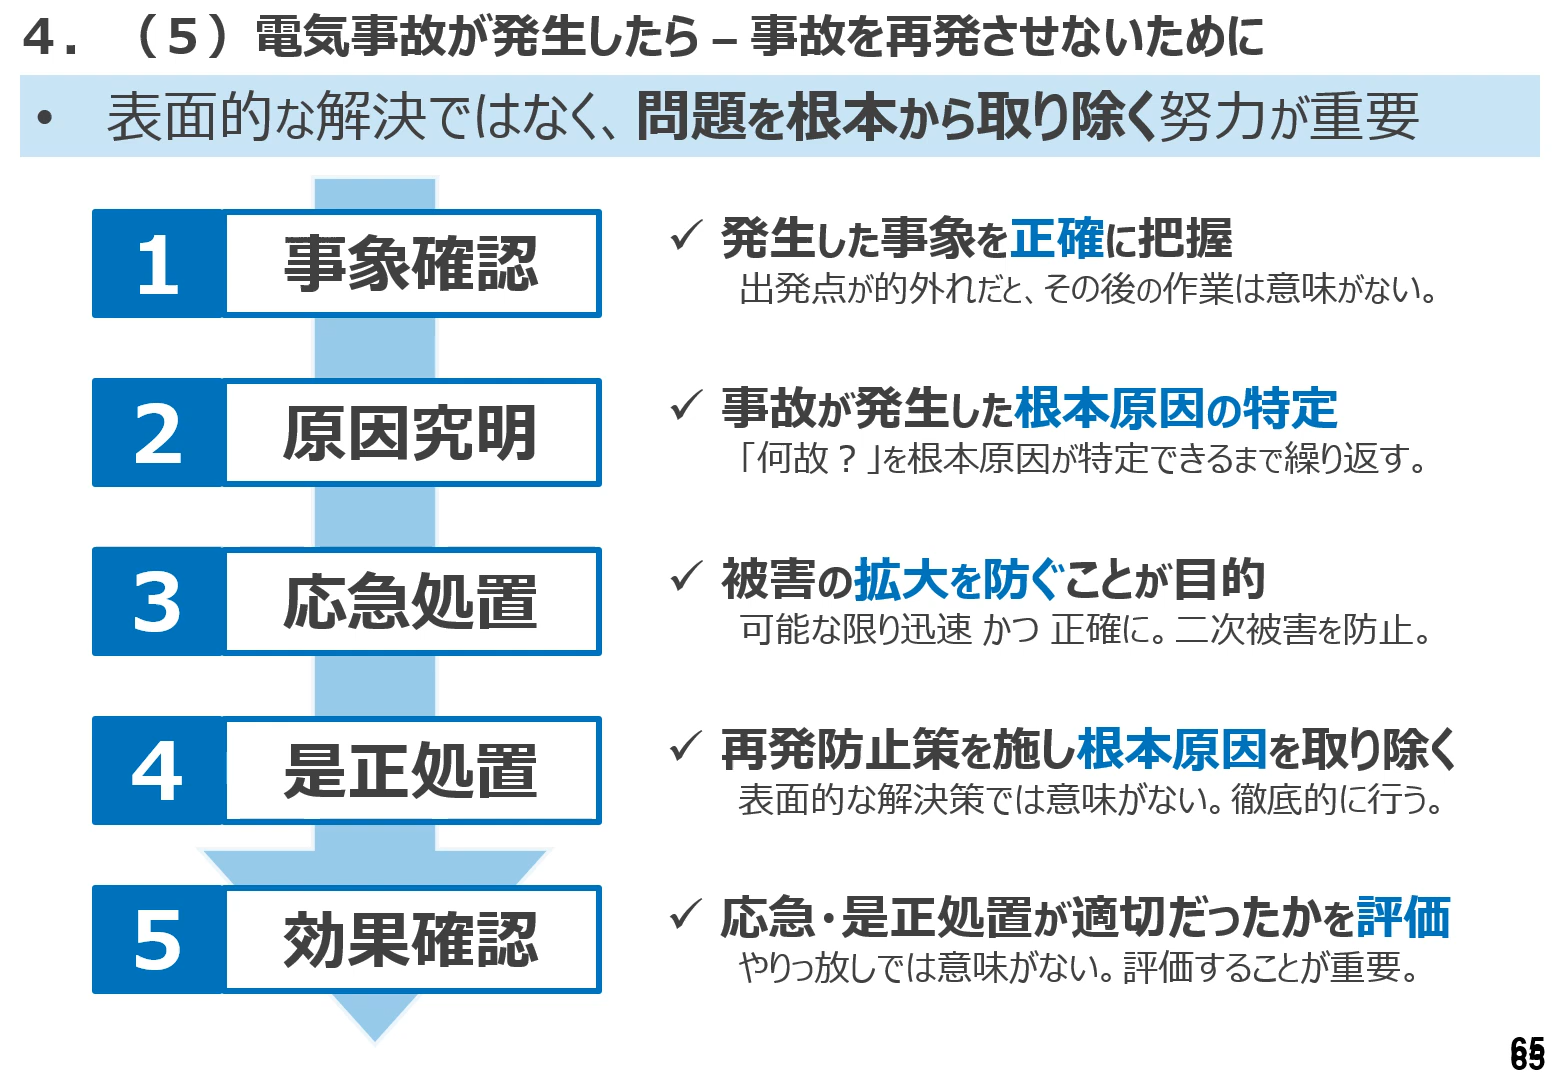 ４．（５）電気事故が発生したら – 事故を再発させないために
• 表面的な解決ではなく、問題を根本から取り除く努力が重要
1 事象確認
✓ 発生した事象を正確に把握
出発点が的外れだと、その後の作業は意味がない。
2 原因究明
✓ 事故が発生した根本原因の特定
「何故？」を根本原因が特定できるまで繰り返す。
3 応急処置
✓ 被害の拡大を防ぐことが目的
可能な限り迅速 かつ 正確に。二次被害を防止。
4 是正処置
✓ 再発防止策を施し根本原因を取り除く
表面的な解決策では意味がない。徹底的に行う。
5 効果確認
✓ 応急・是正処置が適切だったかを評価
やりっ放しでは意味がない。評価することが重要。
65